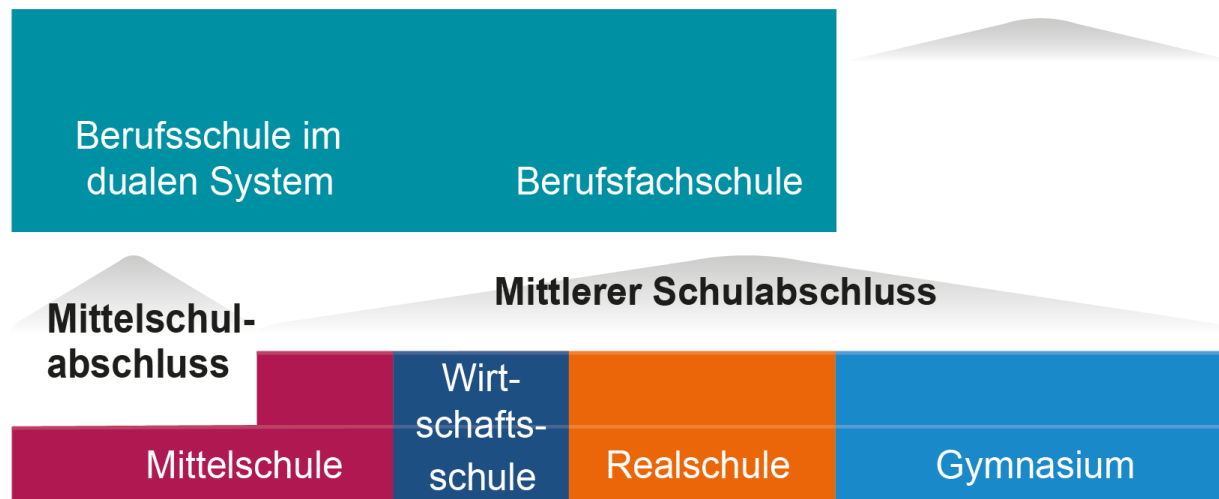 Berufsschule im
dualen System
Berufsfachschule
Mittelschul-
abschluss
Mittlerer Schulabschluss
Mittelschule
Wirt-
schafts-
schule
Realschule
Gymnasium